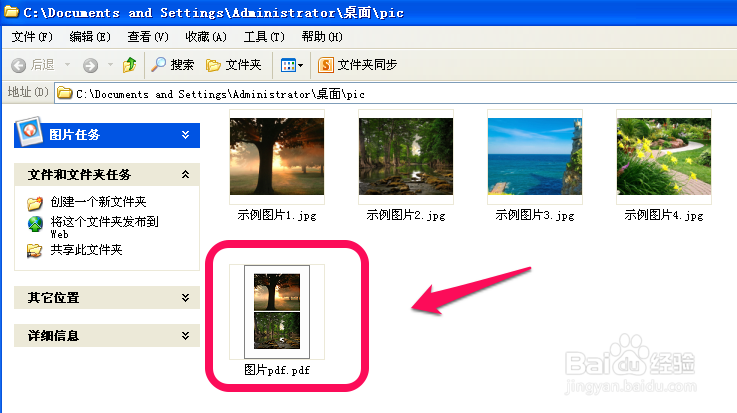 C:\Documents and Settings\Administrator\桌面\pic
文件(F) 编辑(E) 查看(V) 收藏(A) 工具(T) 帮助(H)
后退 搜索 文件夹 文件夹同步
地址(D) C:\Documents and Settings\Administrator\桌面\pic
图片任务
文件和文件夹任务
创建一个新文件夹
将这个文件夹发布到
Web
共享此文件夹
其它位置
详细信息
示例图片1.jpg 示例图片2.jpg 示例图片3.jpg 示例图片4.jpg
图片pdf.pdf
Baidu经验
jingyan.baidu.com